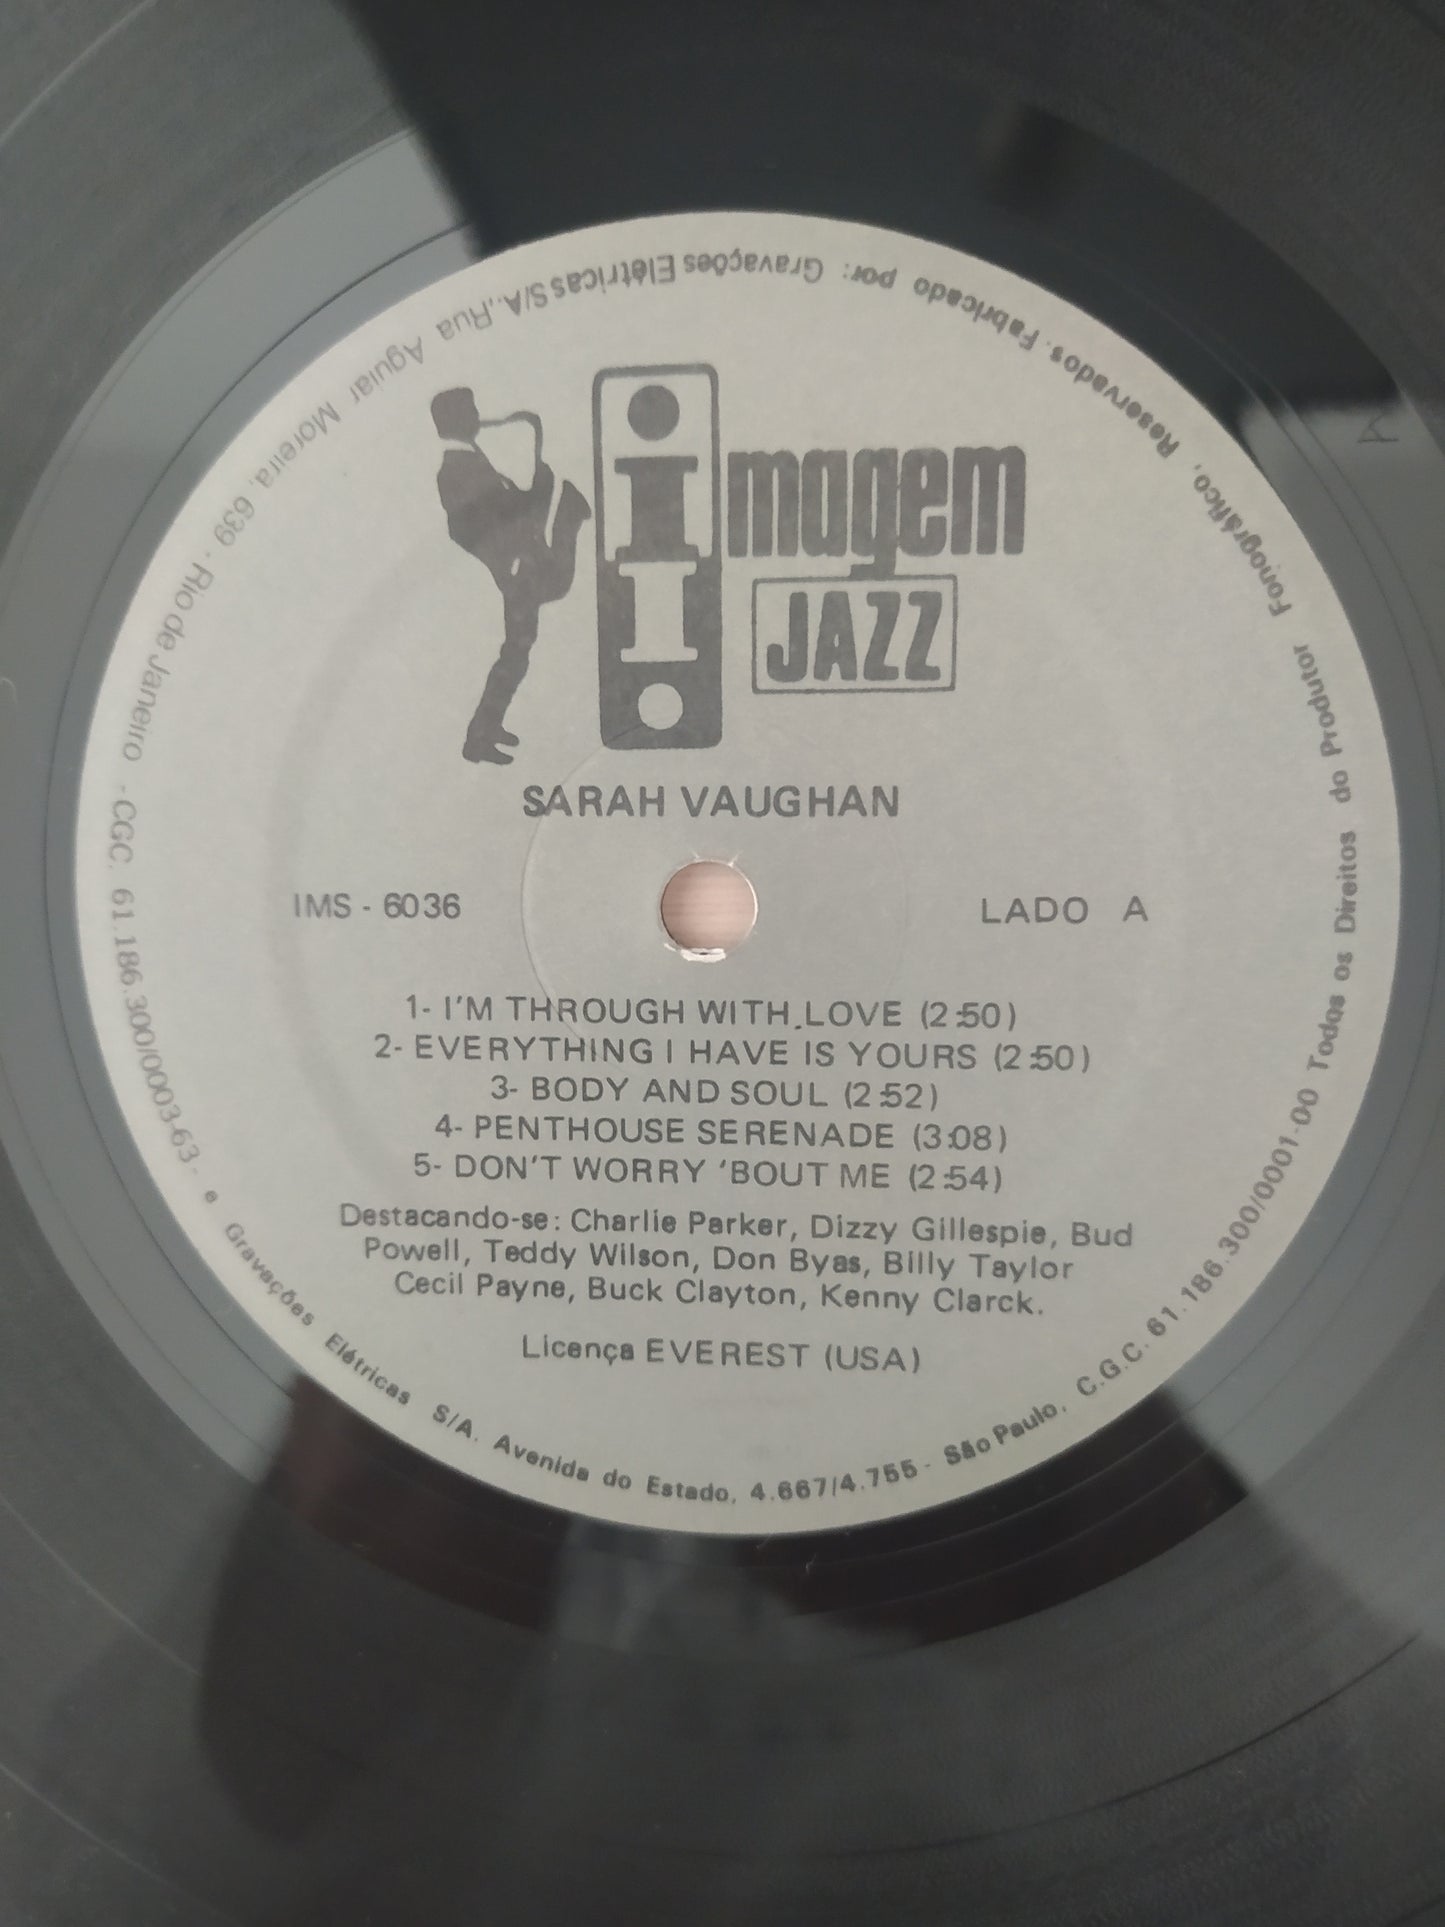 imagem
JAZZ
SARAH VAUGHAN
IMS - 6036
LADO A
1- I'M THROUGH WITH LOVE (2:50)
2- EVERYTHING I HAVE IS YOURS (2:50)
3- BODY AND SOUL (2:52)
4- PENTHOUSE SERENADE (3:08)
5- DON'T WORRY 'BOUT ME (2:54)
Destacando-se: Charlie Parker, Dizzy Gillespie, Bud
Powell, Teddy Wilson, Don Byas, Billy Taylor
Cecil Payne, Buck Clayton, Kenny Clarck.
Licença EVEREST (USA)
Todos os Direitos do Produtor Fonográfico, Reservados. Fabricado por: Gravações Elétricas S/A., Rua Aguiar Moreira, 639 - Rio de Janeiro - CGC. 61.186.300/0003-63 - e Gravações Elétricas S/A. Avenida do Estado, 4.667/4.755 - São Paulo, C.G.C. 61.186.300/0001-00
A